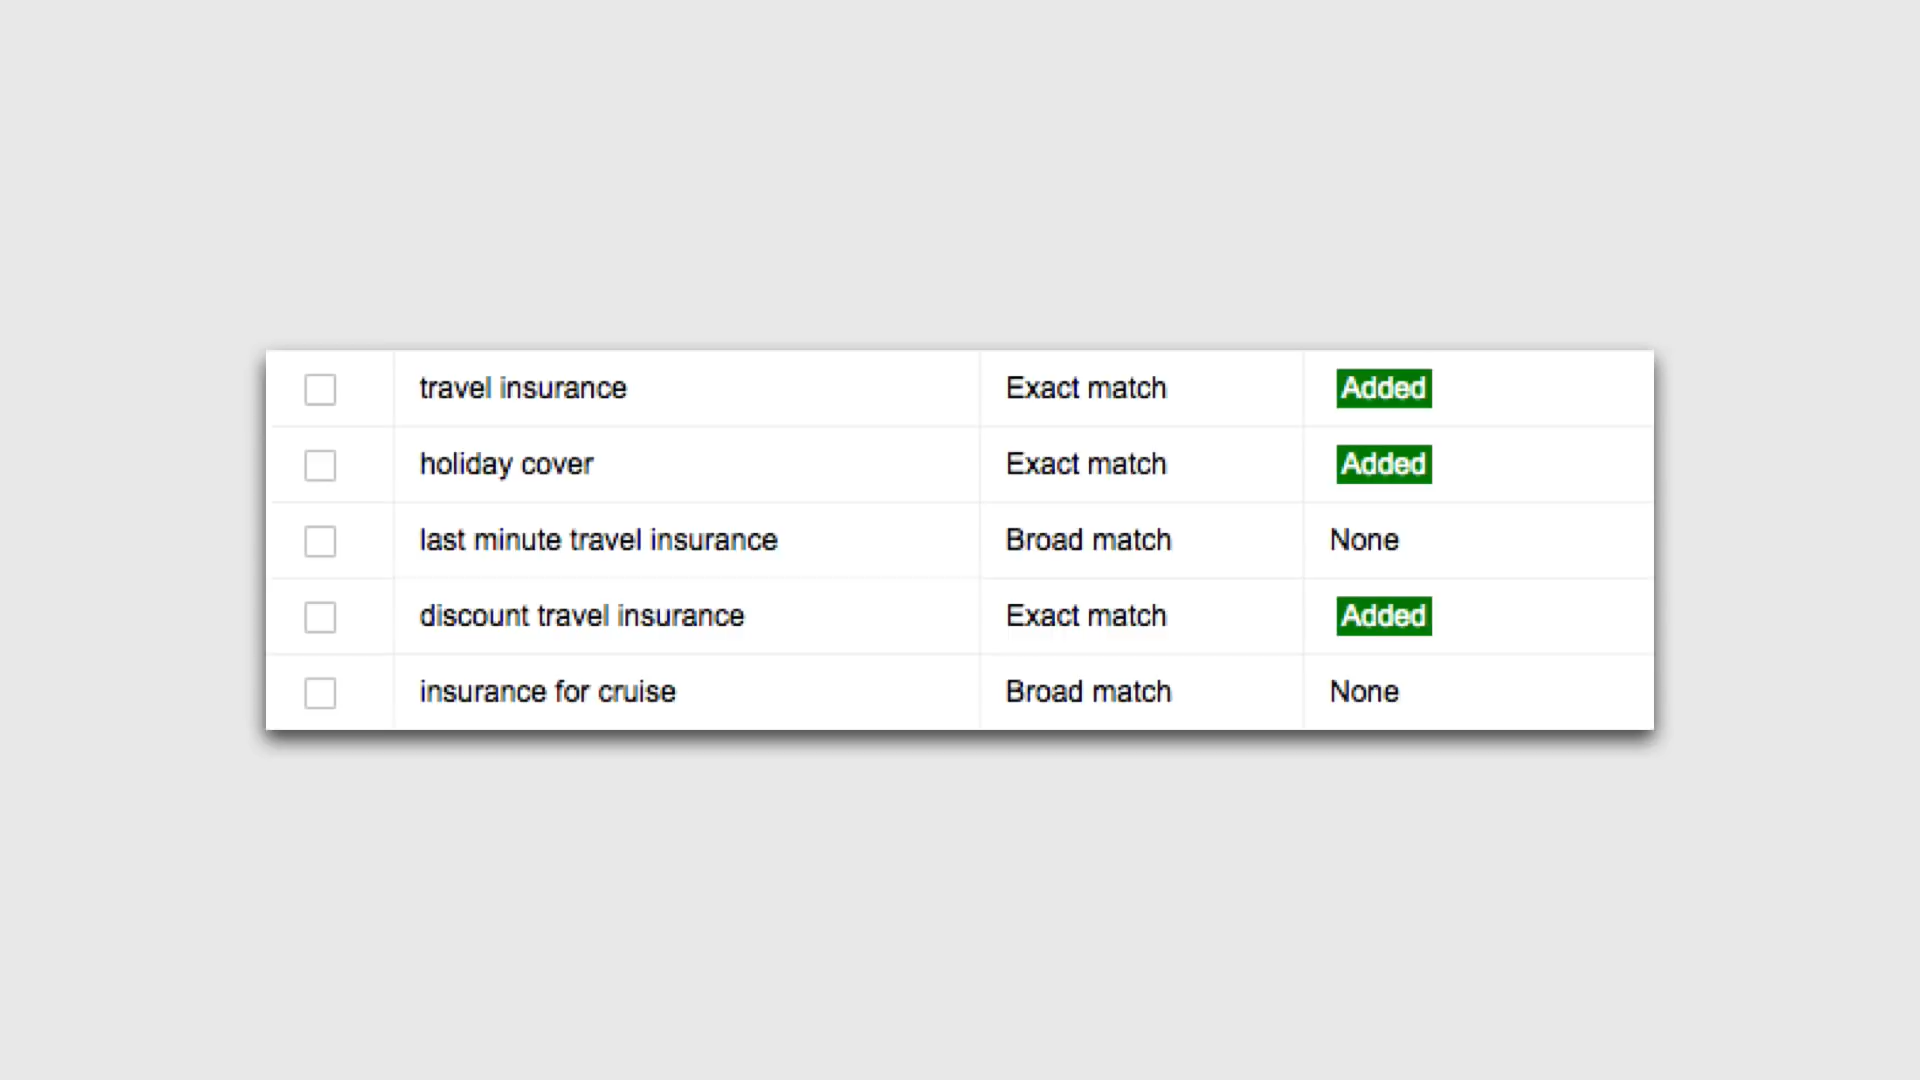 travel insurance Exact match Added
holiday cover Exact match Added
last minute travel insurance Broad match None
discount travel insurance Exact match Added
insurance for cruise Broad match None